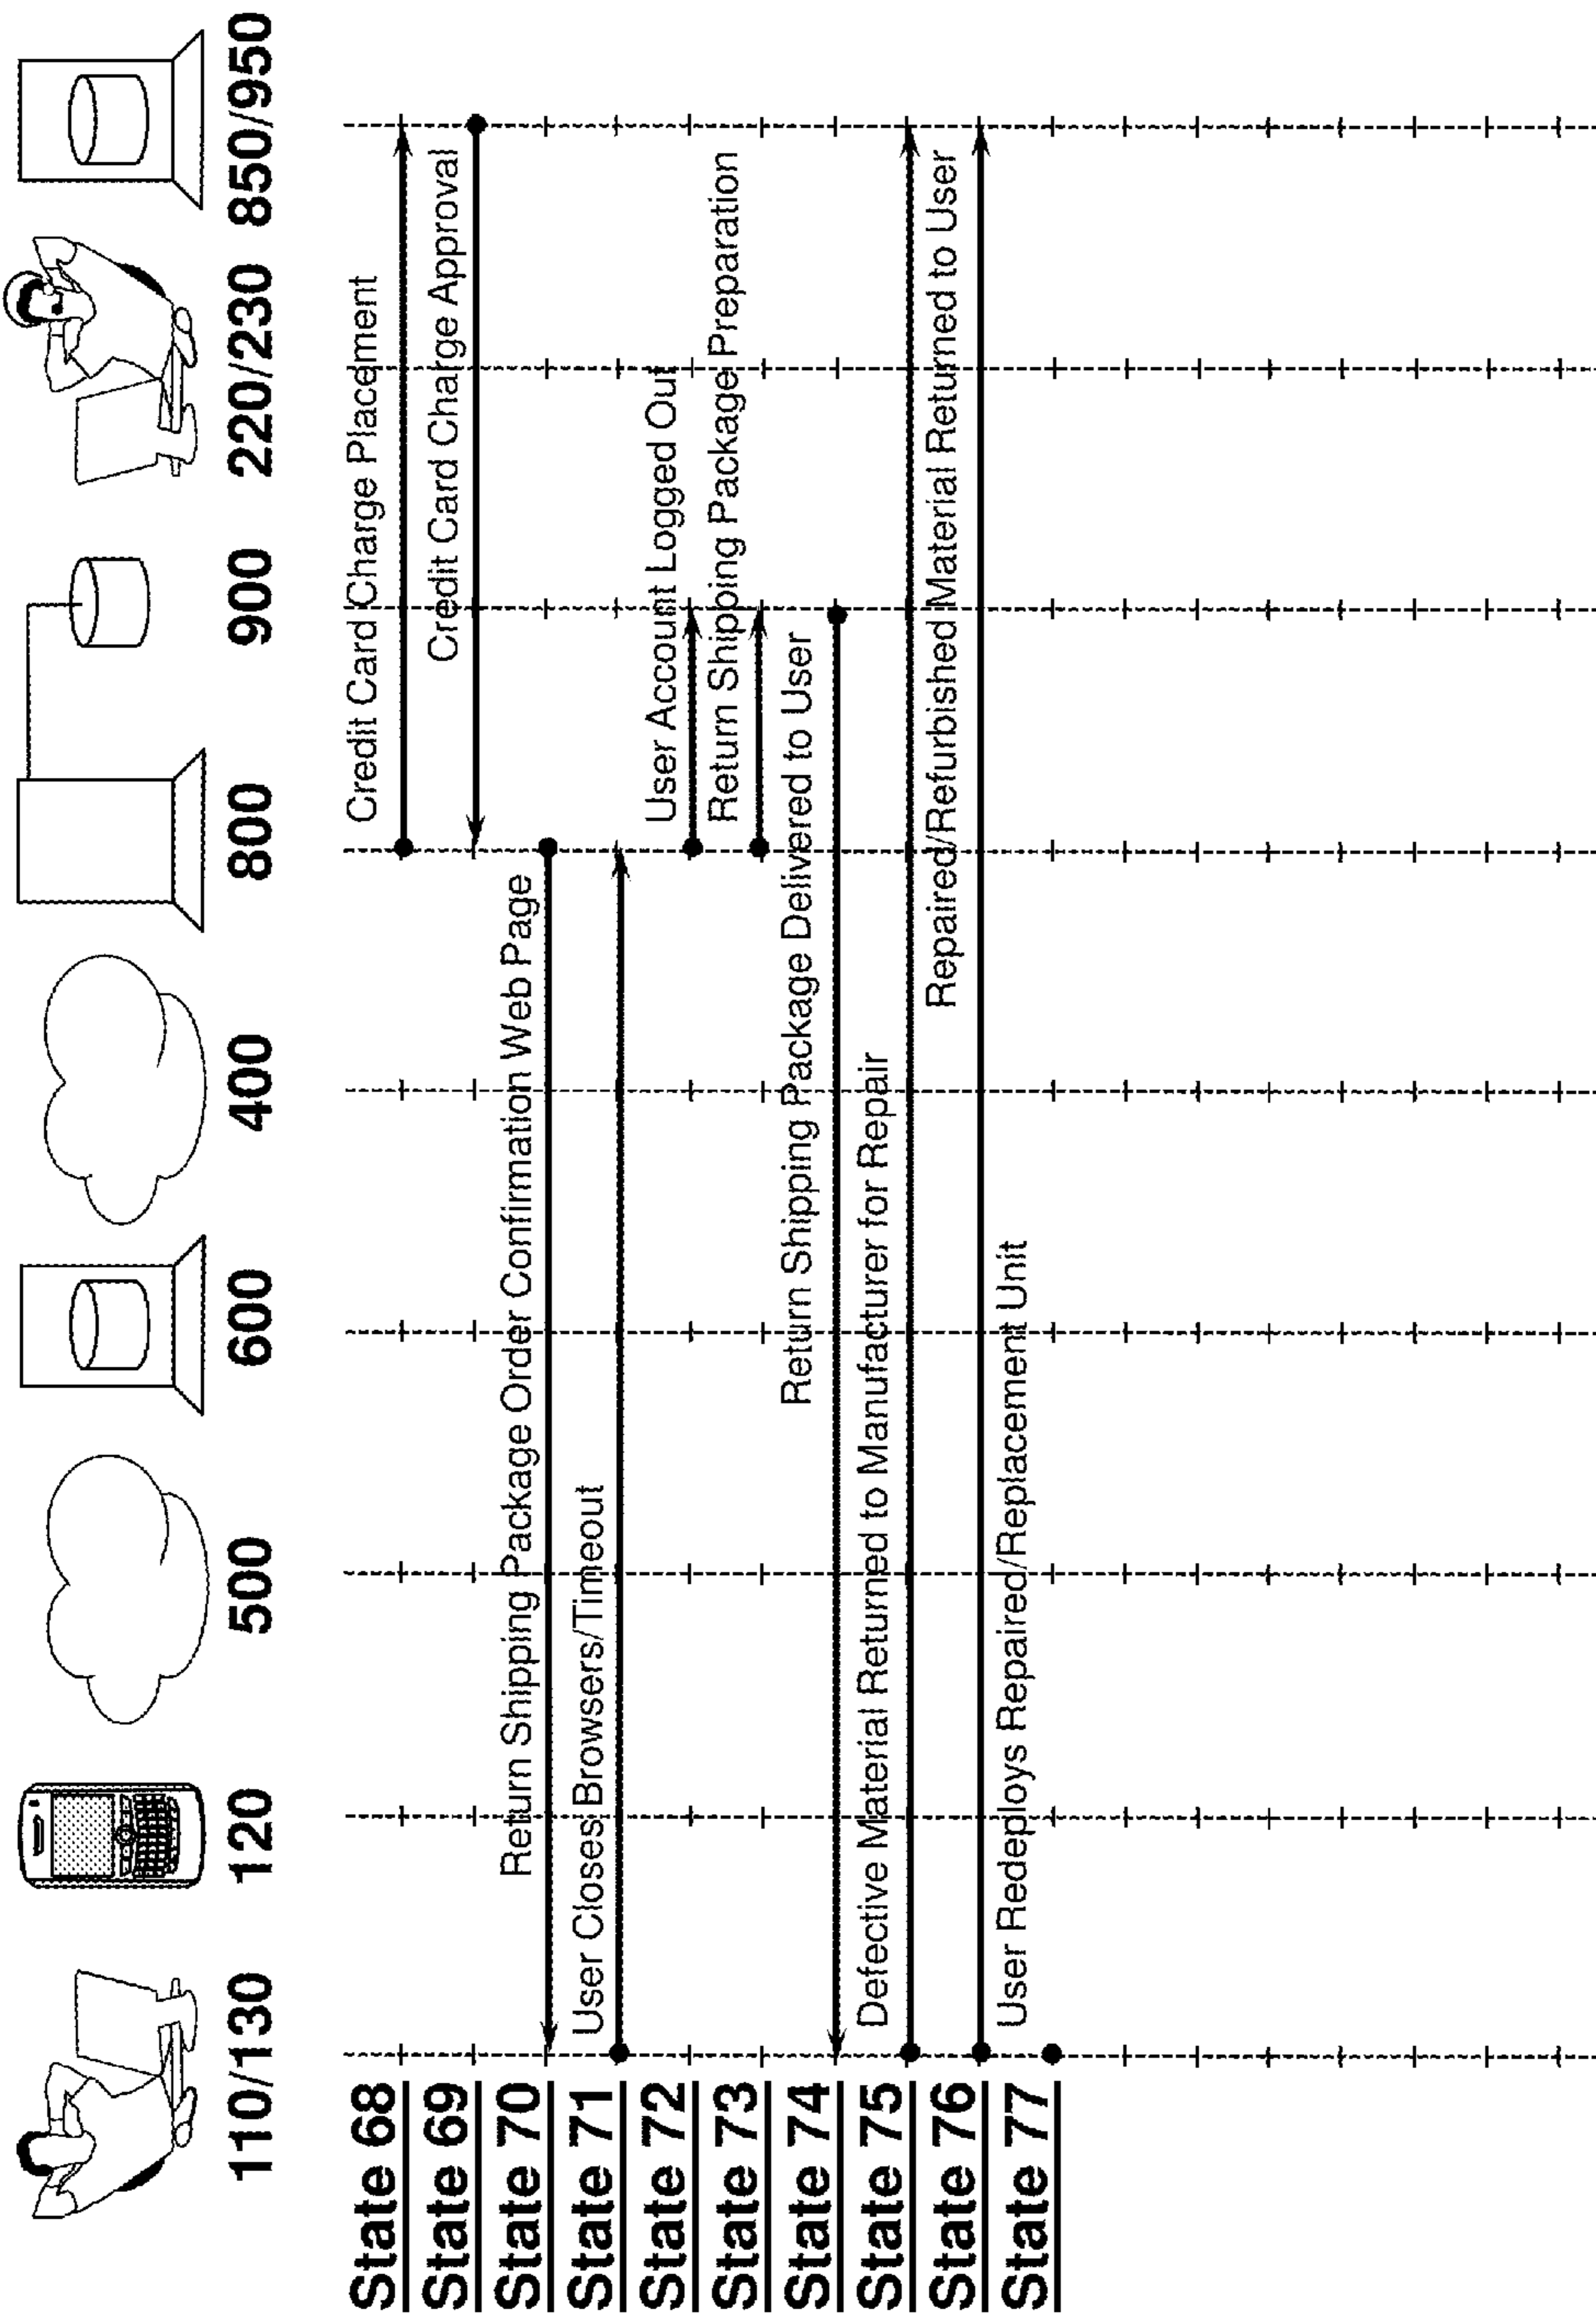 110/130 120 500 600 400 800 900 220/230 850/950
State 68 Credit Card Charge Placement
State 69 Credit Card Charge Approval
State 70 Return Shipping Package Order Confirmation Web Page
State 71 User Closes Browsers/Timeout
State 72 User Account Logged Out
State 73 Return Shipping Package Preparation
State 74 Return Shipping Package Delivered to User
State 75 Defective Material Returned to Manufacturer for Repair
State 76 Repaired/Refurbished Material Returned to User
State 77 User Redeploys Repaired/Replacement Unit